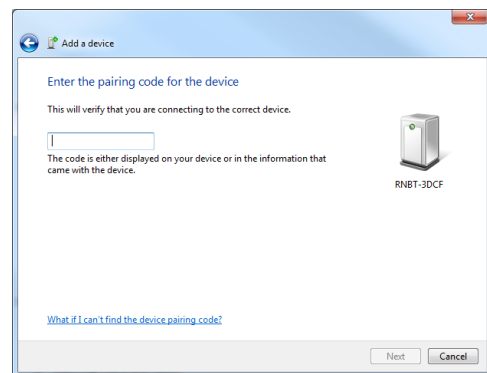 Add a device
Enter the pairing code for the device
This will verify that you are connecting to the correct device.
The code is either displayed on your device or in the information that
came with the device.
RNBT-3DCF
What if I can't find the device pairing code?
Next
Cancel